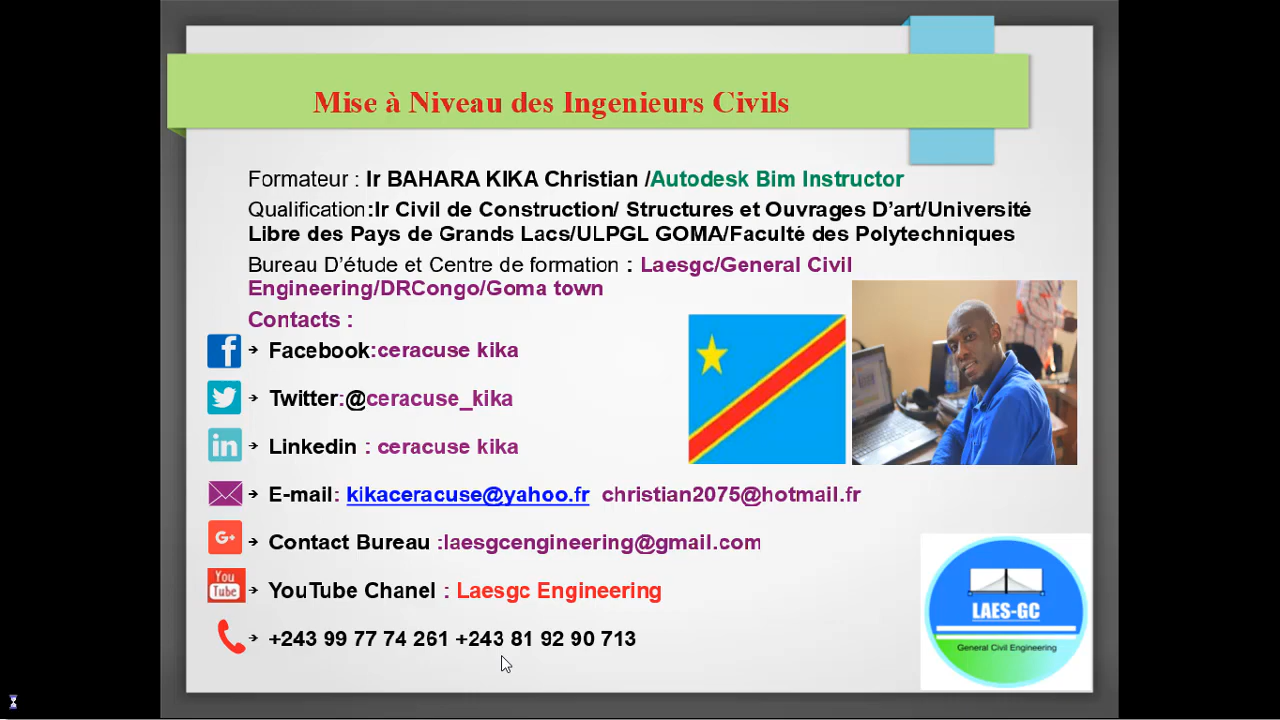 Mise à Niveau des Ingenieurs Civils
Formateur : Ir BAHARA KIKA Christian /Autodesk Bim Instructor
Qualification:Ir Civil de Construction/ Structures et Ouvrages D’art/Université
Libre des Pays de Grands Lacs/ULPGL GOMA/Faculté des Polytechniques
Bureau D’étude et Centre de formation : Laesgc/General Civil
Engineering/DRCongo/Goma town
Contacts :
f Facebook:ceracuse kika
Twitter:@ceracuse_kika
in Linkedin : ceracuse kika
E-mail: kikaceracuse@yahoo.fr christian2075@hotmail.fr
G+ Contact Bureau :laesgcengineering@gmail.com
You Tube YouTube Chanel : Laesgc Engineering
+243 99 77 74 261 +243 81 92 90 713
LAES-GC
General Civil Engineering